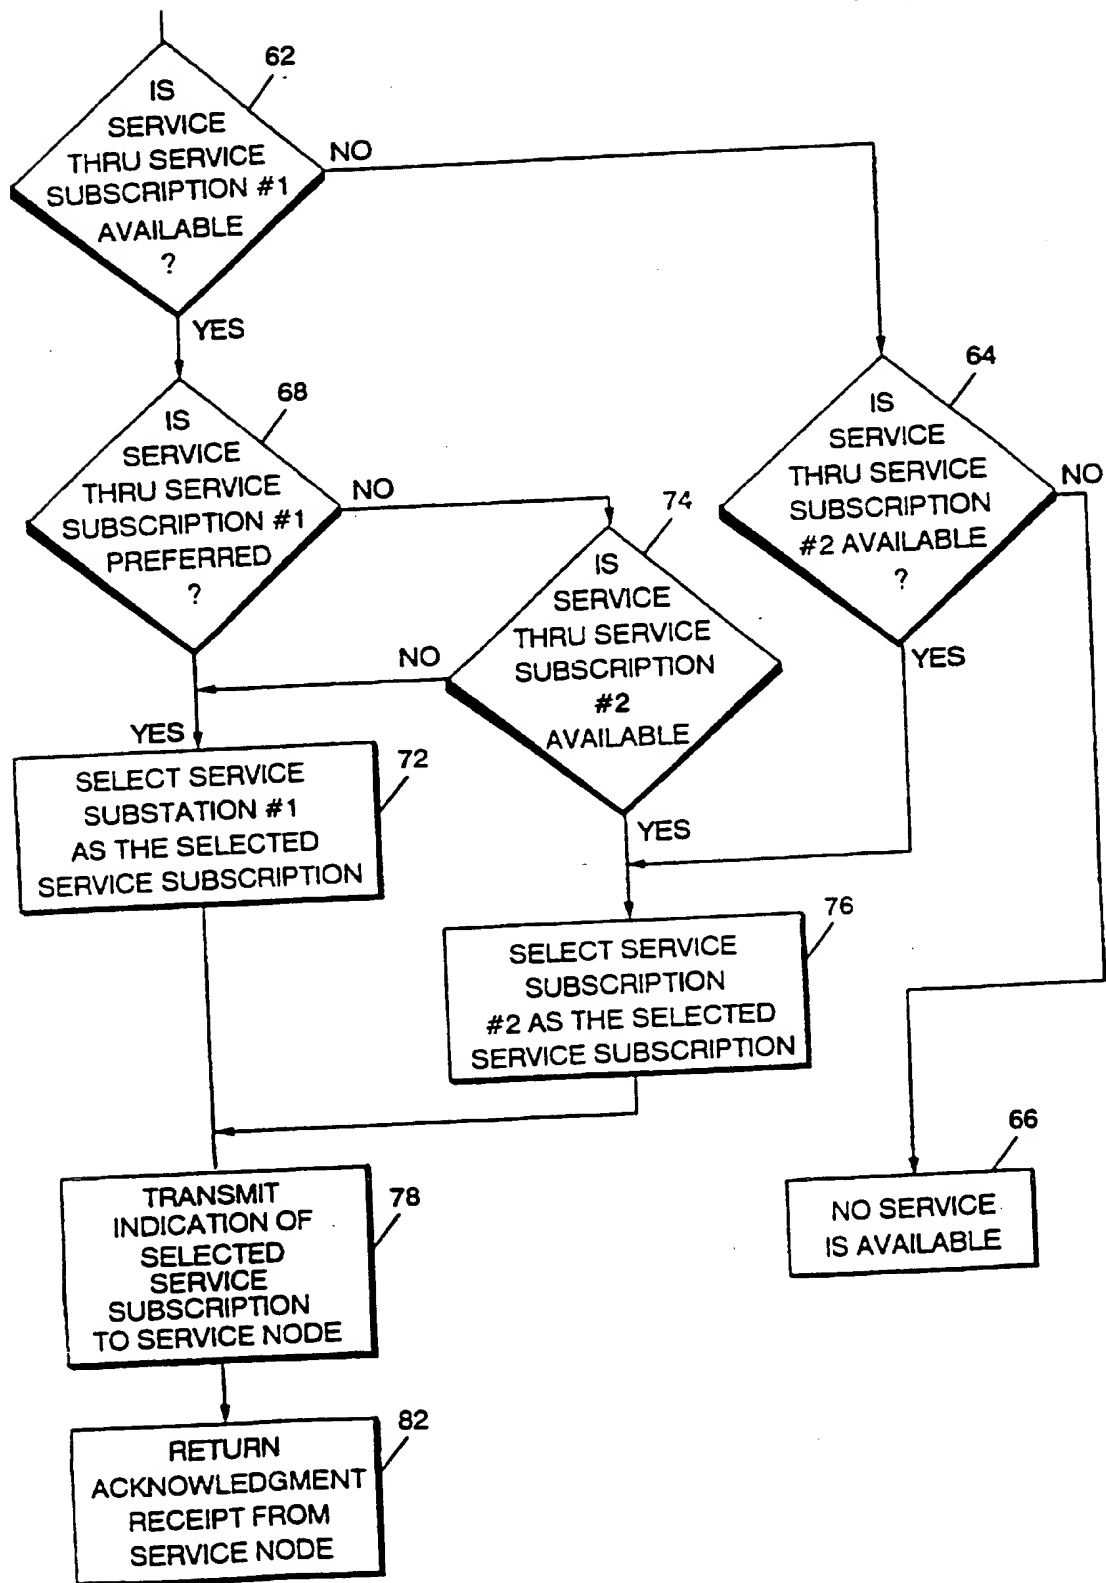 62
IS
SERVICE
THRU SERVICE
SUBSCRIPTION #1
AVAILABLE
?
NO
YES
68
IS
SERVICE
THRU SERVICE
SUBSCRIPTION #1
PREFERRED
?
NO
YES
64
IS
SERVICE
THRU SERVICE
SUBSCRIPTION
#2 AVAILABLE
?
NO
YES
74
IS
SERVICE
THRU SERVICE
SUBSCRIPTION
#2
AVAILABLE
NO
YES
72
SELECT SERVICE
SUBSTATION #1
AS THE SELECTED
SERVICE SUBSCRIPTION
76
SELECT SERVICE
SUBSCRIPTION
#2 AS THE SELECTED
SERVICE SUBSCRIPTION
66
NO SERVICE
IS AVAILABLE
78
TRANSMIT
INDICATION OF
SELECTED
SERVICE
SUBSCRIPTION
TO SERVICE NODE
82
RETURN
ACKNOWLEDGMENT
RECEIPT FROM
SERVICE NODE